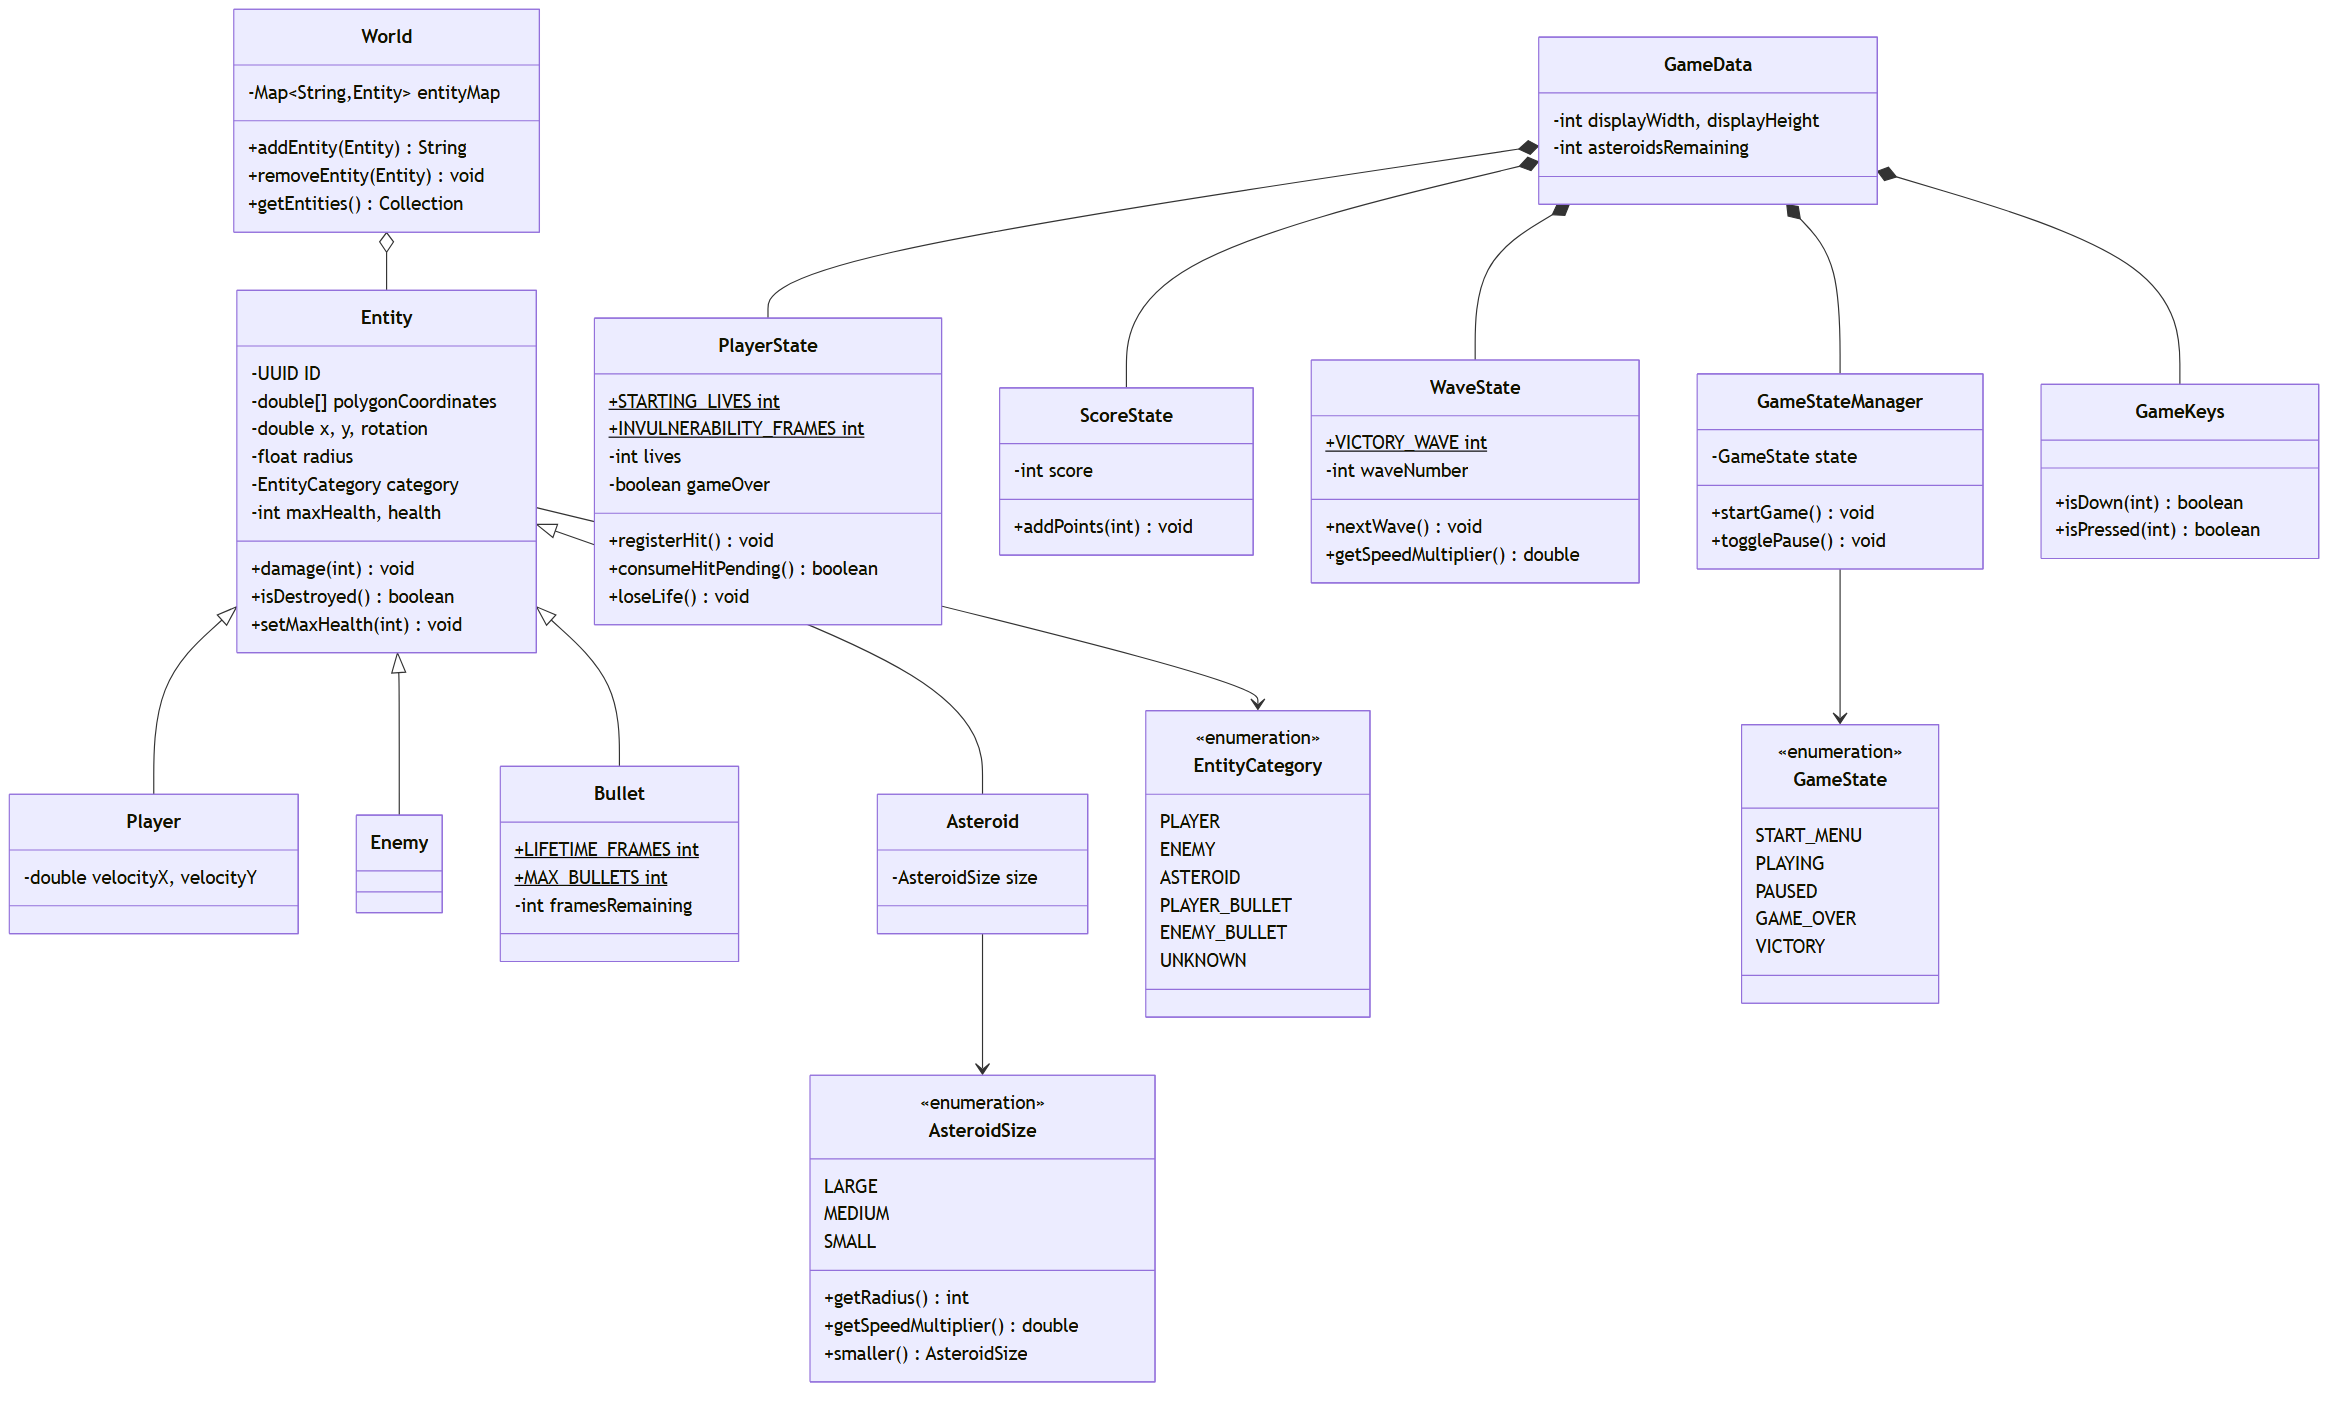 World
-Map<String,Entity> entityMap
+addEntity(Entity) : String
+removeEntity(Entity) : void
+getEntities() : Collection
GameData
-int displayWidth, displayHeight
-int asteroidsRemaining
Entity
-UUID ID
-double[] polygonCoordinates
-double x, y, rotation
-float radius
-EntityCategory category
-int maxHealth, health
+damage(int) : void
+isDestroyed() : boolean
+setMaxHealth(int) : void
PlayerState
+STARTING_LIVES int
+INVULNERABILITY_FRAMES int
-int lives
-boolean gameOver
+registerHit() : void
+consumeHitPending() : boolean
+loseLife() : void
ScoreState
-int score
+addPoints(int) : void
WaveState
+VICTORY_WAVE int
-int waveNumber
+nextWave() : void
+getSpeedMultiplier() : double
GameStateManager
-GameState state
+startGame() : void
+togglePause() : void
GameKeys
+isDown(int) : boolean
+isPressed(int) : boolean
Player
-double velocityX, velocityY
Enemy
Bullet
+LIFETIME_FRAMES int
+MAX_BULLETS int
-int framesRemaining
Asteroid
-AsteroidSize size
«enumeration»
EntityCategory
PLAYER
ENEMY
ASTEROID
PLAYER_BULLET
ENEMY_BULLET
UNKNOWN
«enumeration»
GameState
START_MENU
PLAYING
PAUSED
GAME_OVER
VICTORY
«enumeration»
AsteroidSize
LARGE
MEDIUM
SMALL
+getRadius() : int
+getSpeedMultiplier() : double
+smaller() : AsteroidSize